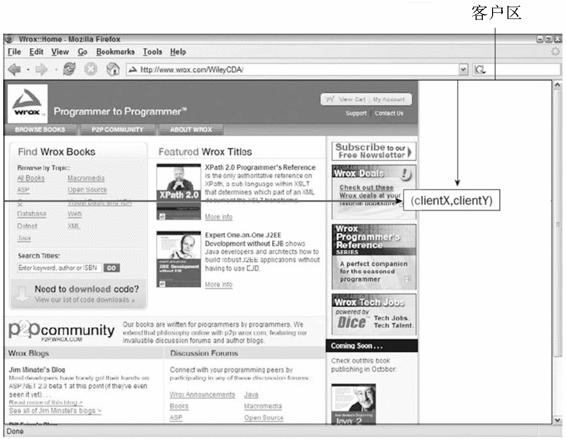 客户区
Wrox::Home - Mozilla Firefox
File Edit View Go Bookmarks Tools Help
http://www.wrox.com/WileyCDA/
wrox
Programmer to Programmer™
View Cart | My Account
Support Contact Us
BROWSE BOOKS P2P COMMUNITY ABOUT WROX
Find Wrox Books
Browse by Topic:
All Books Macromedia
ASP Open Source
Database Web
Dotnet XML
Java
Search Titles:
Enter keyword, author or ISBN GO
Need to download code?
View our list of code downloads
Featured Wrox Titles
XPath 2.0
XPath 2.0 Programmer's Reference
is the only authoritative reference on
XPath, a sub-language within XSLT
that determines which part of an XML
More info
Expert One-on-One J2EE
Development without EJB shows
Java developers and architects how to
build robust J2EE applications without
having to use EJB.
More info
Subscribe to our
Free Newsletter
Wrox Deals
Check out these
Wrox deals at your
favorite bookstore
(clientX,clientY)
Wrox
Programmer's
Reference
SERIES
A perfect companion
for the seasoned
programmer
Wrox Tech Jobs
powered by
Dice Tech Jobs.
Tech Talent.
p2pcommunity
P2P.WROX.COM
Our books are written for programmers by programmers. We
extend that philosophy online with p2p.wrox.com, featuring our
invaluable discussion forums and author blogs.
Wrox Blogs
Jim Minatel's Blog
Most developers have barely got their hands on
ASP.NET 2.0 beta 1 at this point (if they've even
seen it yet) . . .
Read more of this blog >
See all of Jim Minatel's blogs >
Discussion Forums
Connect with your programming peers by
participating in any of these discussion forums:
Wrox Announcements Java
Books Macromedia
ASP Open Source
Coming Soon . . .
Check out this book
publishing in October:
Done